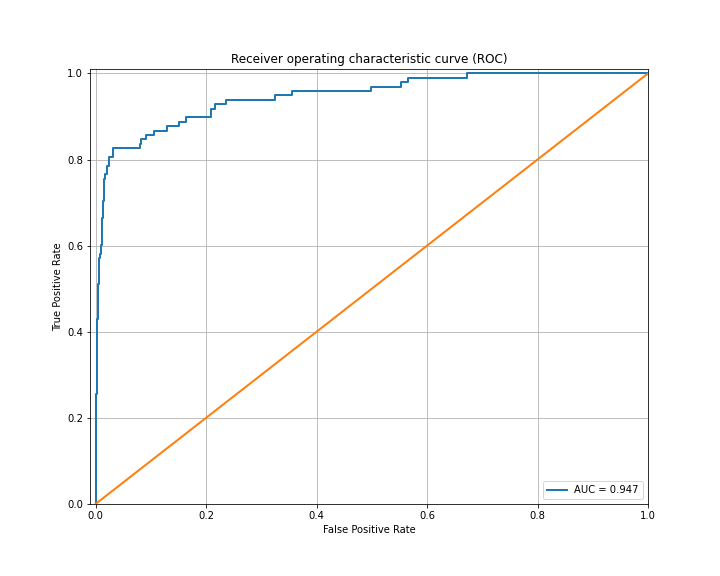 Receiver operating characteristic curve (ROC)
True Positive Rate
1.0
0.8
0.6
0.4
0.2
0.0
0.0 0.2 0.4 0.6 0.8 1.0
False Positive Rate
AUC = 0.947